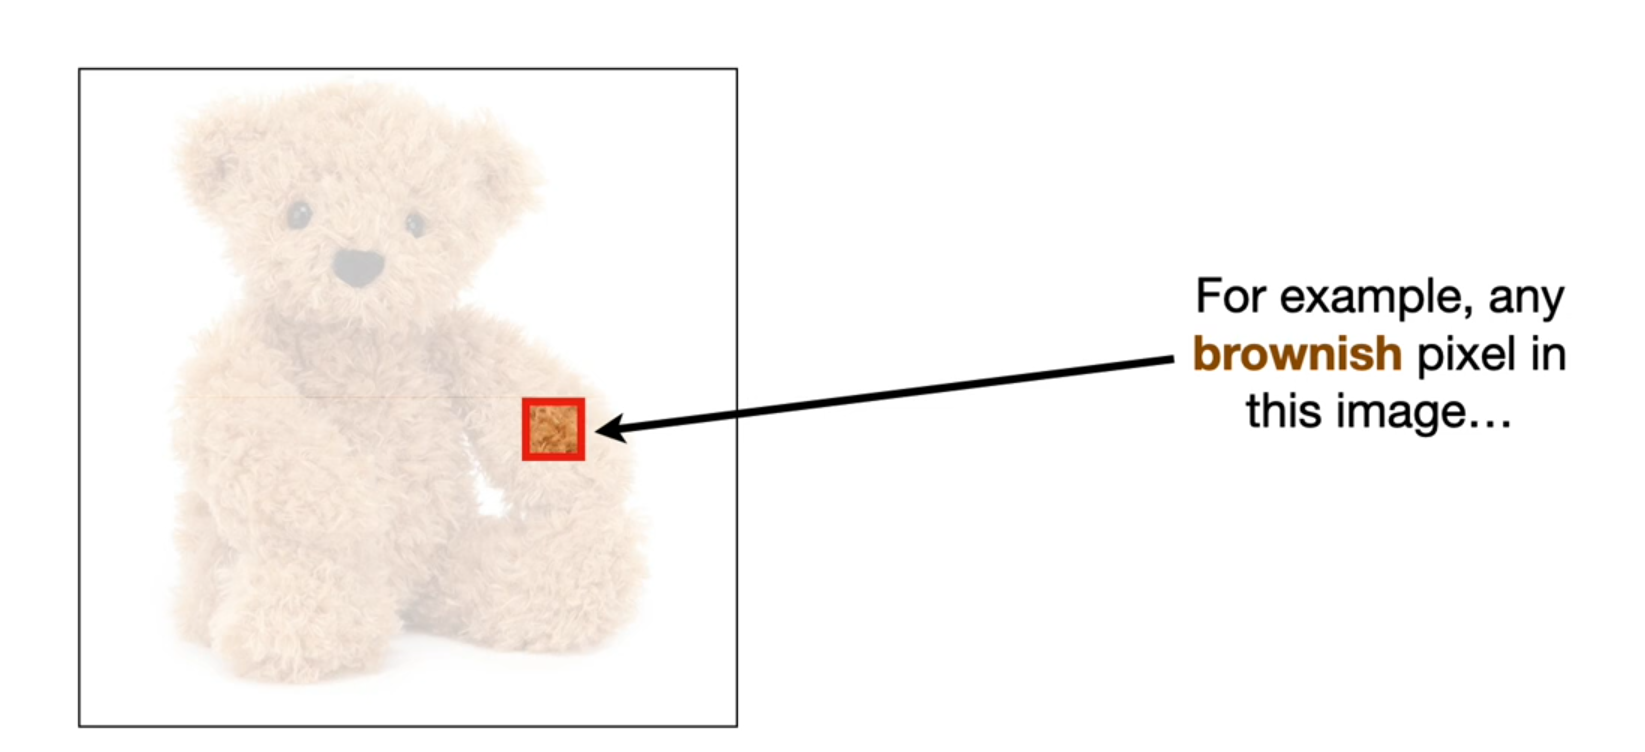 For example, any
brownish pixel in
this image…